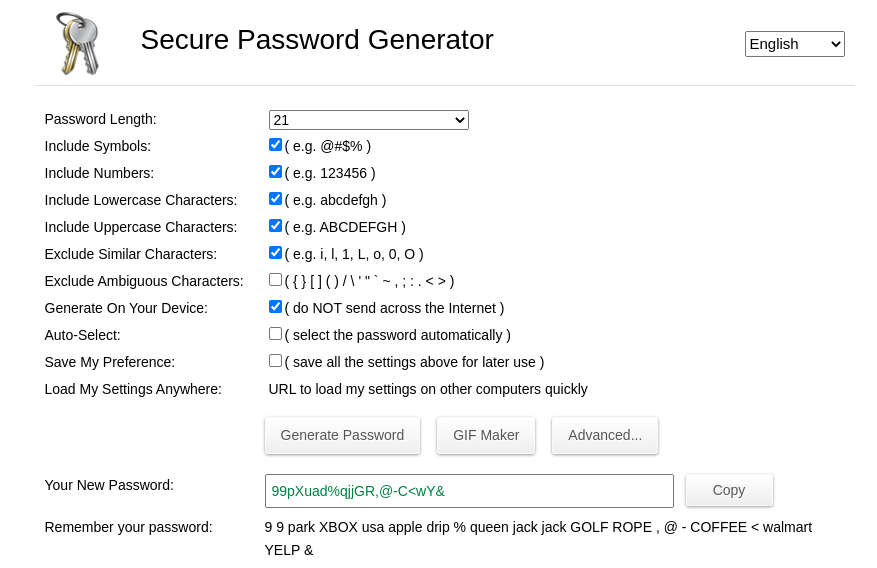 Secure Password Generator
English
Password Length: 21
Include Symbols: ( e.g. @#$% )
Include Numbers: ( e.g. 123456 )
Include Lowercase Characters: ( e.g. abcdefgh )
Include Uppercase Characters: ( e.g. ABCDEFGH )
Exclude Similar Characters: ( e.g. i, l, 1, L, o, 0, O )
Exclude Ambiguous Characters: ( { } [ ] ( ) / \ ' " ` ~ , ; : . < > )
Generate On Your Device: ( do NOT send across the Internet )
Auto-Select: ( select the password automatically )
Save My Preference: ( save all the settings above for later use )
Load My Settings Anywhere: URL to load my settings on other computers quickly
Generate Password GIF Maker Advanced...
Your New Password: 99pXuad%qjjGR,@-C<wY& Copy
Remember your password: 9 9 park XBOX usa apple drip % queen jack jack GOLF ROPE , @ - COFFEE < walmart
YELP &